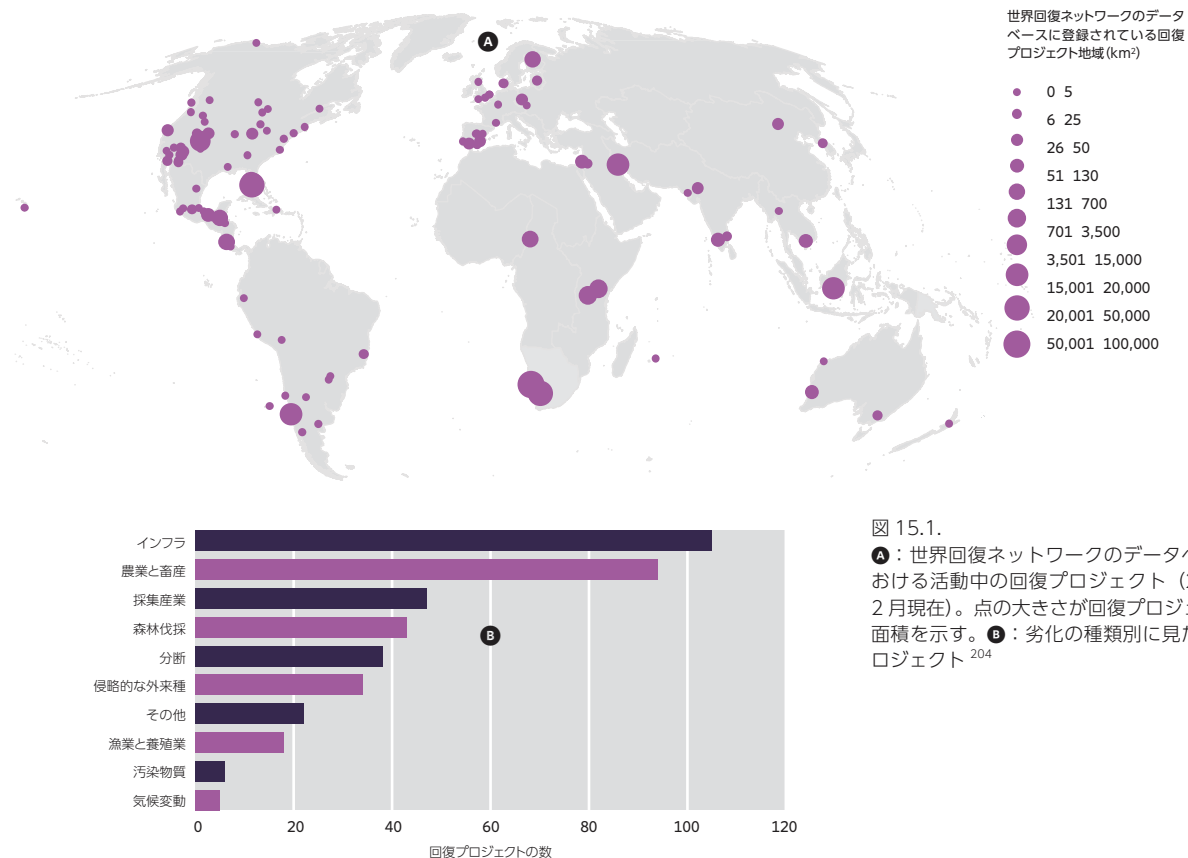 世界回復ネットワークのデータ
ベースに登録されている回復
プロジェクト地域(km²)
A
0 5
6 25
26 50
51 130
131 700
701 3,500
3,501 15,000
15,001 20,000
20,001 50,000
50,001 100,000
インフラ
農業と畜産
採集産業
森林伐採
分断
侵略的な外来種
その他
漁業と養殖業
汚染物質
気候変動
B
0 20 40 60 80 100 120
回復プロジェクトの数
図 15.1.
A：世界回復ネットワークのデータ
おける活動中の回復プロジェクト（
2 月現在）。点の大きさが回復プロジ
面積を示す。B：劣化の種類別に見
ロジェクト 204